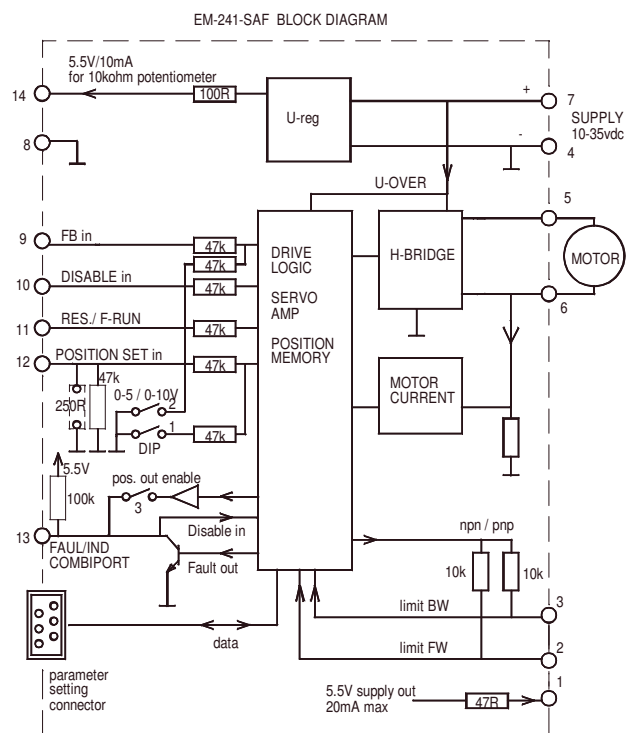 EM-241-SAF BLOCK DIAGRAM
5.5V/10mA
for 10kohm potentiometer
14
100R
U-reg
+
7
SUPPLY
10-35vdc
8
-
4
U-OVER
5
9
FB in
47k
47k
DRIVE
LOGIC
SERVO
AMP
POSITION
MEMORY
H-BRIDGE
MOTOR
10
DISABLE in
47k
6
11
RES./ F-RUN
47k
12
POSITION SET in
47k
47k
250R
0-5 / 0-10V
2
1
DIP
47k
MOTOR
CURRENT
5.5V
100k
pos. out enable
3
13
FAUL/IND
COMBIPORT
Disable in
Fault out
npn / pnp
10k
10k
limit BW
3
limit FW
2
data
parameter
setting
connector
5.5V supply out
20mA max
47R
1